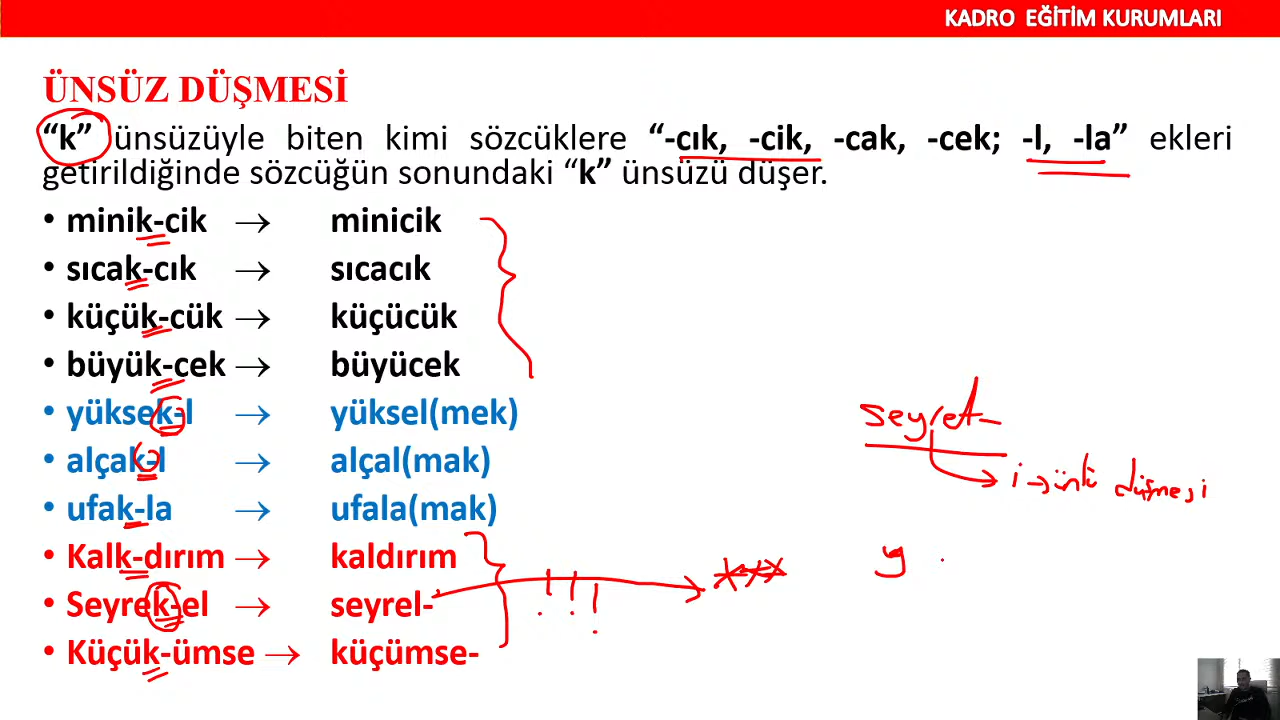 KADRO EĞİTİM KURUMLARI
ÜNSÜZ DÜŞMESİ
“k” ünsüzüyle biten kimi sözcüklere “-cık, -cik, -cak, -cek; -l, -la” ekleri
getirildiğinde sözcüğün sonundaki “k” ünsüzü düşer.
• minik-cik → minicik
• sıcak-cık → sıcacık
• küçük-cük → küçücük
• büyük-cek → büyücek
• yüksek-l → yüksel(mek)
• alçak-l → alçal(mak)
• ufak-la → ufala(mak)
• Kalk-dırım → kaldırım
• Seyrek-el → seyrel-
• Küçük-ümse → küçümse-
seyret-
i → ünlü düşmesi
! ! !
y